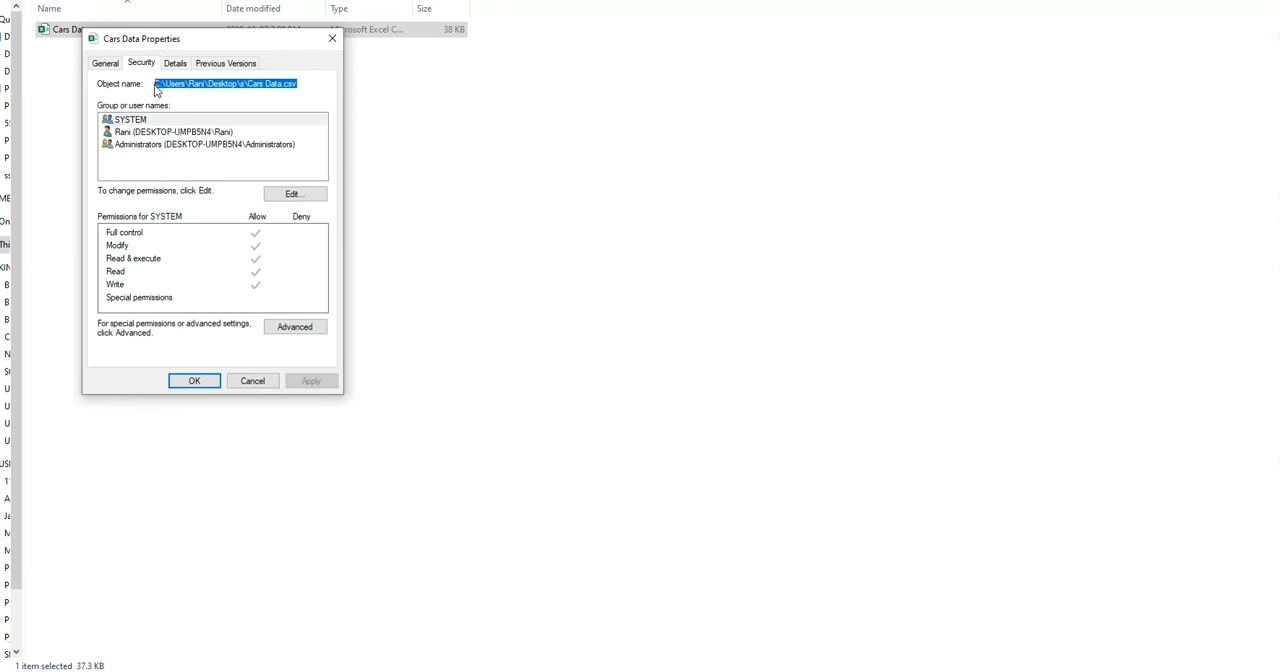 Name Date modified Type Size
Cars Data Properties
General Security Details Previous Versions
Object name: C:\Users\Rani\Desktop\s\Cars Data.csv
Group or user names:
SYSTEM
Rani (DESKTOP-UMPB5N4\Rani)
Administrators (DESKTOP-UMPB5N4\Administrators)
To change permissions, click Edit.
Edit...
Permissions for SYSTEM Allow Deny
Full control
Modify
Read & execute
Read
Write
Special permissions
For special permissions or advanced settings,
click Advanced.
Advanced
OK Cancel Apply
38 KB
1 item selected 37.3 KB